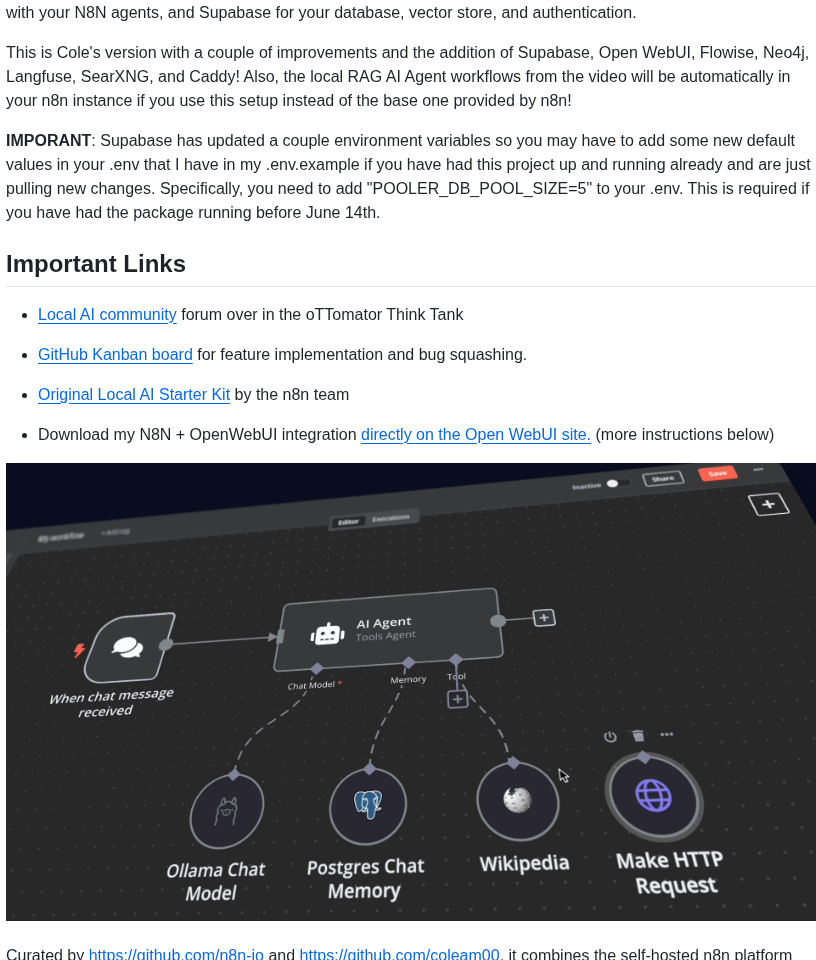 with your N8N agents, and Supabase for your database, vector store, and authentication.
This is Cole's version with a couple of improvements and the addition of Supabase, Open WebUI, Flowise, Neo4j,
Langfuse, SearXNG, and Caddy! Also, the local RAG AI Agent workflows from the video will be automatically in
your n8n instance if you use this setup instead of the base one provided by n8n!
IMPORANT: Supabase has updated a couple environment variables so you may have to add some new default
values in your .env that I have in my .env.example if you have had this project up and running already and are just
pulling new changes. Specifically, you need to add "POOLER_DB_POOL_SIZE=5" to your .env. This is required if
you have had the package running before June 14th.
Important Links
Local AI community forum over in the oTTomator Think Tank
GitHub Kanban board for feature implementation and bug squashing.
Original Local AI Starter Kit by the n8n team
Download my N8N + OpenWebUI integration directly on the Open WebUI site. (more instructions below)
Inactive Share Save
My workflow + Add tag Editor Executions
AI Agent
Tools Agent
When chat message
received
Chat Model * Memory Tool
Ollama Chat
Model
Postgres Chat
Memory
Wikipedia
Make HTTP
Request
Curated by https://github.com/n8n-io and https://github.com/coleam00, it combines the self-hosted n8n platform